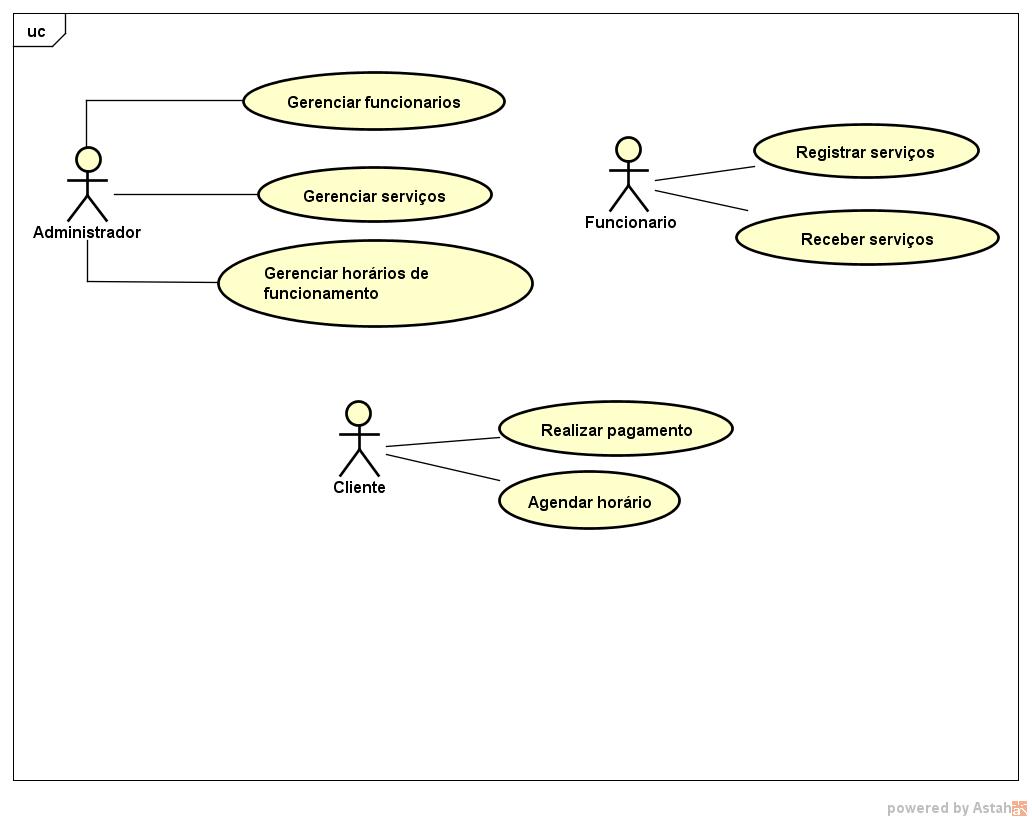 uc
Gerenciar funcionarios
Gerenciar serviços
Administrador
Gerenciar horários de
funcionamento
Registrar serviços
Funcionario
Receber serviços
Realizar pagamento
Cliente
Agendar horário
powered by Astah